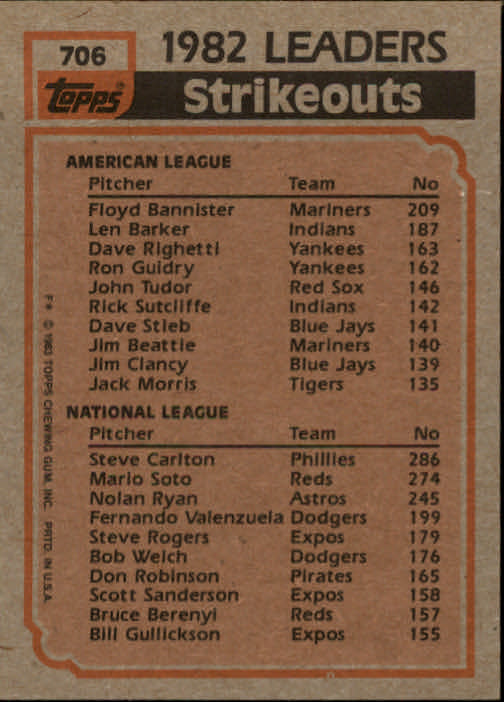 706
1982 LEADERS
Topps
Strikeouts
AMERICAN LEAGUE
Pitcher Team No
Floyd Bannister Mariners 209
Len Barker Indians 187
Dave Righetti Yankees 163
Ron Guidry Yankees 162
John Tudor Red Sox 146
Rick Sutcliffe Indians 142
Dave Stieb Blue Jays 141
Jim Beattie Mariners 140
Jim Clancy Blue Jays 139
Jack Morris Tigers 135
NATIONAL LEAGUE
Pitcher Team No
Steve Carlton Phillies 286
Mario Soto Reds 274
Nolan Ryan Astros 245
Fernando Valenzuela Dodgers 199
Steve Rogers Expos 179
Bob Welch Dodgers 176
Don Robinson Pirates 165
Scott Sanderson Expos 158
Bruce Berenyi Reds 157
Bill Gullickson Expos 155
F* © 1983 TOPPS CHEWING GUM, INC. PRTD. IN U.S.A.